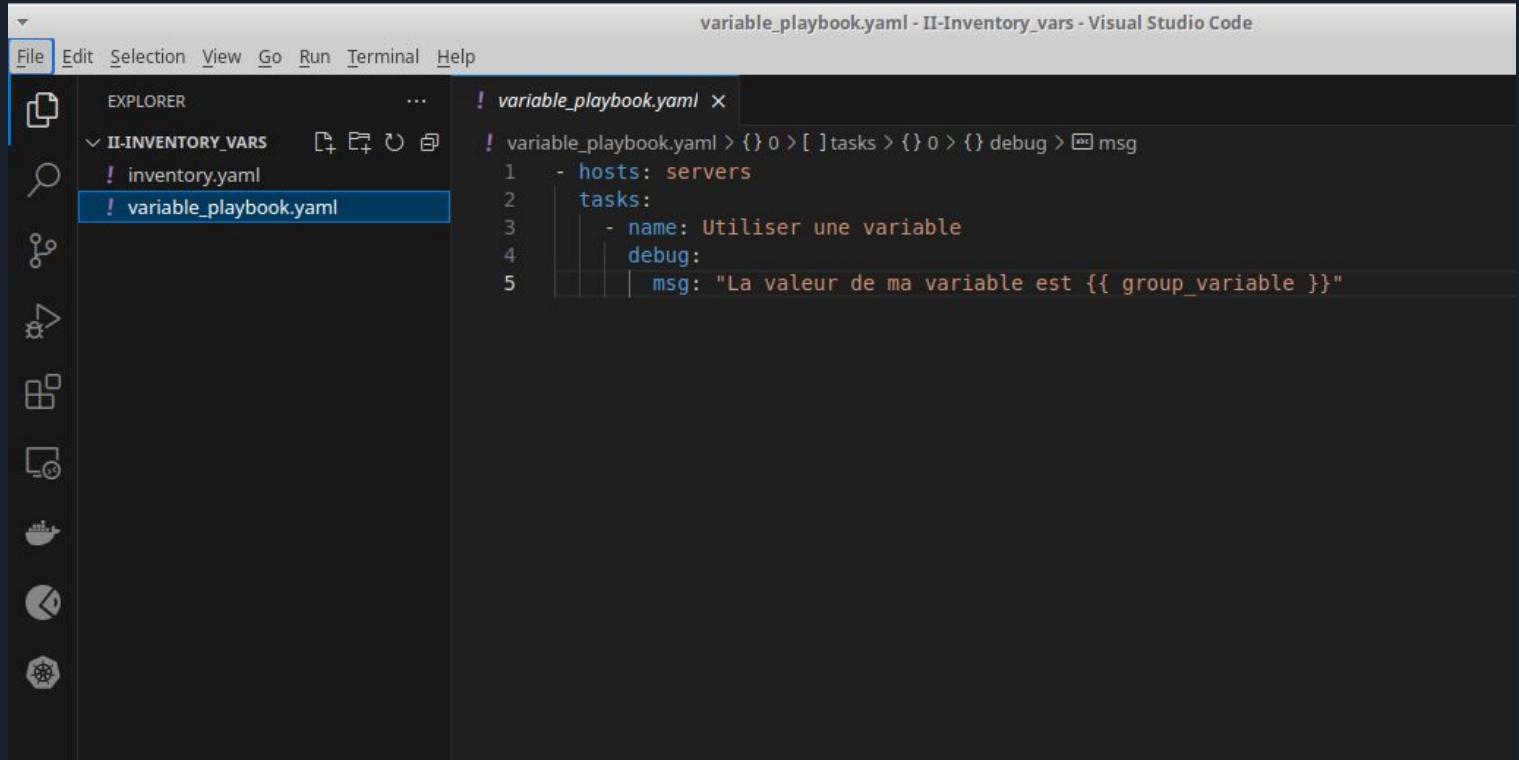 variable_playbook.yaml - II-Inventory_vars - Visual Studio Code
File Edit Selection View Go Run Terminal Help
EXPLORER ...
II-INVENTORY_VARS
! inventory.yaml
! variable_playbook.yaml
! variable_playbook.yaml ×
! variable_playbook.yaml > {} 0 > [ ] tasks > {} 0 > {} debug > abc msg
1 - hosts: servers
2 tasks:
3 - name: Utiliser une variable
4 debug:
5 msg: "La valeur de ma variable est {{ group_variable }}"